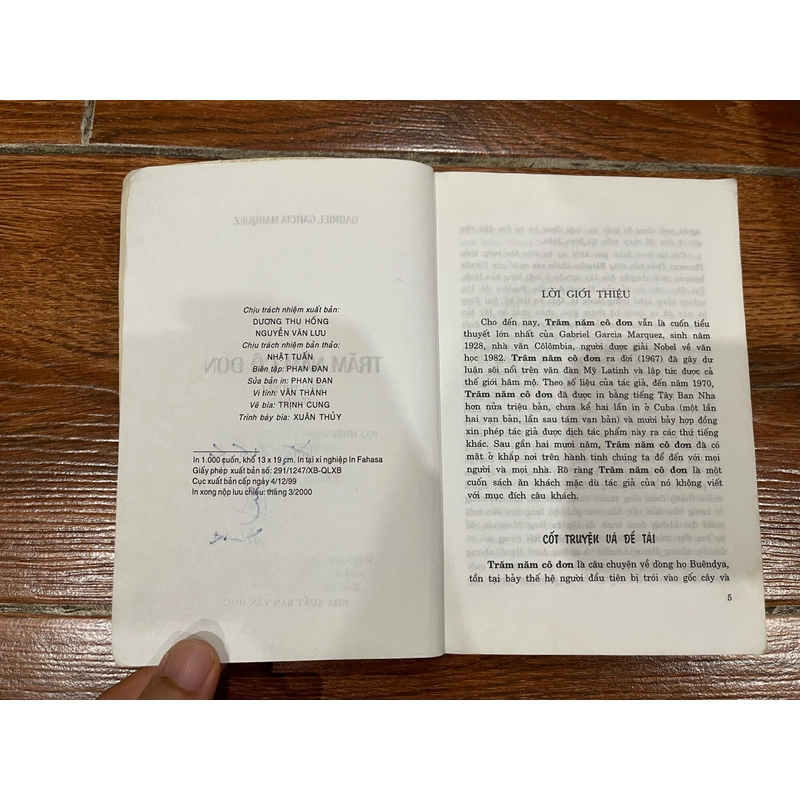 Chịu trách nhiệm xuất bản:
DƯƠNG THU HỒNG
NGUYỄN VĂN LƯU
Chịu trách nhiệm bản thảo:
NHẬT TUẤN
Biên tập: PHAN ĐAN
Sửa bản in: PHAN ĐAN
Vi tính: VĂN THÀNH
Vẽ bìa: TRỊNH CUNG
Trình bày bìa: XUÂN THỦY
In 1.000 cuốn, khổ 13 x 19 cm. In tại xí nghiệp In Fahasa
Giấy phép xuất bản số: 291/1247/XB-QLXB
Cục xuất bản cấp ngày 4/12/99
In xong nộp lưu chiểu: tháng 3/2000
GABRIEL GARCIA MARQUEZ
TRĂM NĂM CÔ ĐƠN
NHÀ XUẤT BẢN VĂN HỌC
LỜI GIỚI THIỆU
Cho đến nay, Trăm năm cô đơn vẫn là cuốn tiểu
thuyết lớn nhất của Gabriel Garcia Marquez, sinh năm
1928, nhà văn Côlômbia, người được giải Nobel về văn
học 1982. Trăm năm cô đơn ra đời (1967) đã gây dư
luận sôi nổi trên văn đàn Mỹ Latinh và lập tức được cả
thế giới hâm mộ. Theo số liệu của tác giả, đến năm 1970,
Trăm năm cô đơn đã được in bằng tiếng Tây Ban Nha
hơn nửa triệu bản, chưa kể hai lần in ở Cuba (một lần
hai vạn bản, lần sau tám vạn bản) và mười bảy hợp đồng
xin phép tác giả được dịch tác phẩm này ra các thứ tiếng
khác. Sau gần hai mươi năm, Trăm năm cô đơn đã có
mặt ở khắp nơi trên hành tinh chúng ta để đến với mọi
người và mọi nhà. Rõ ràng Trăm năm cô đơn là một
cuốn sách ăn khách mặc dù tác giả của nó không viết
với mục đích câu khách.
CỐT TRUYỆN VÀ ĐỀ TÀI
Trăm năm cô đơn là câu chuyện về dòng họ Buênđya,
tồn tại bảy thế hệ người đầu tiên bị trói vào gốc cây và
5